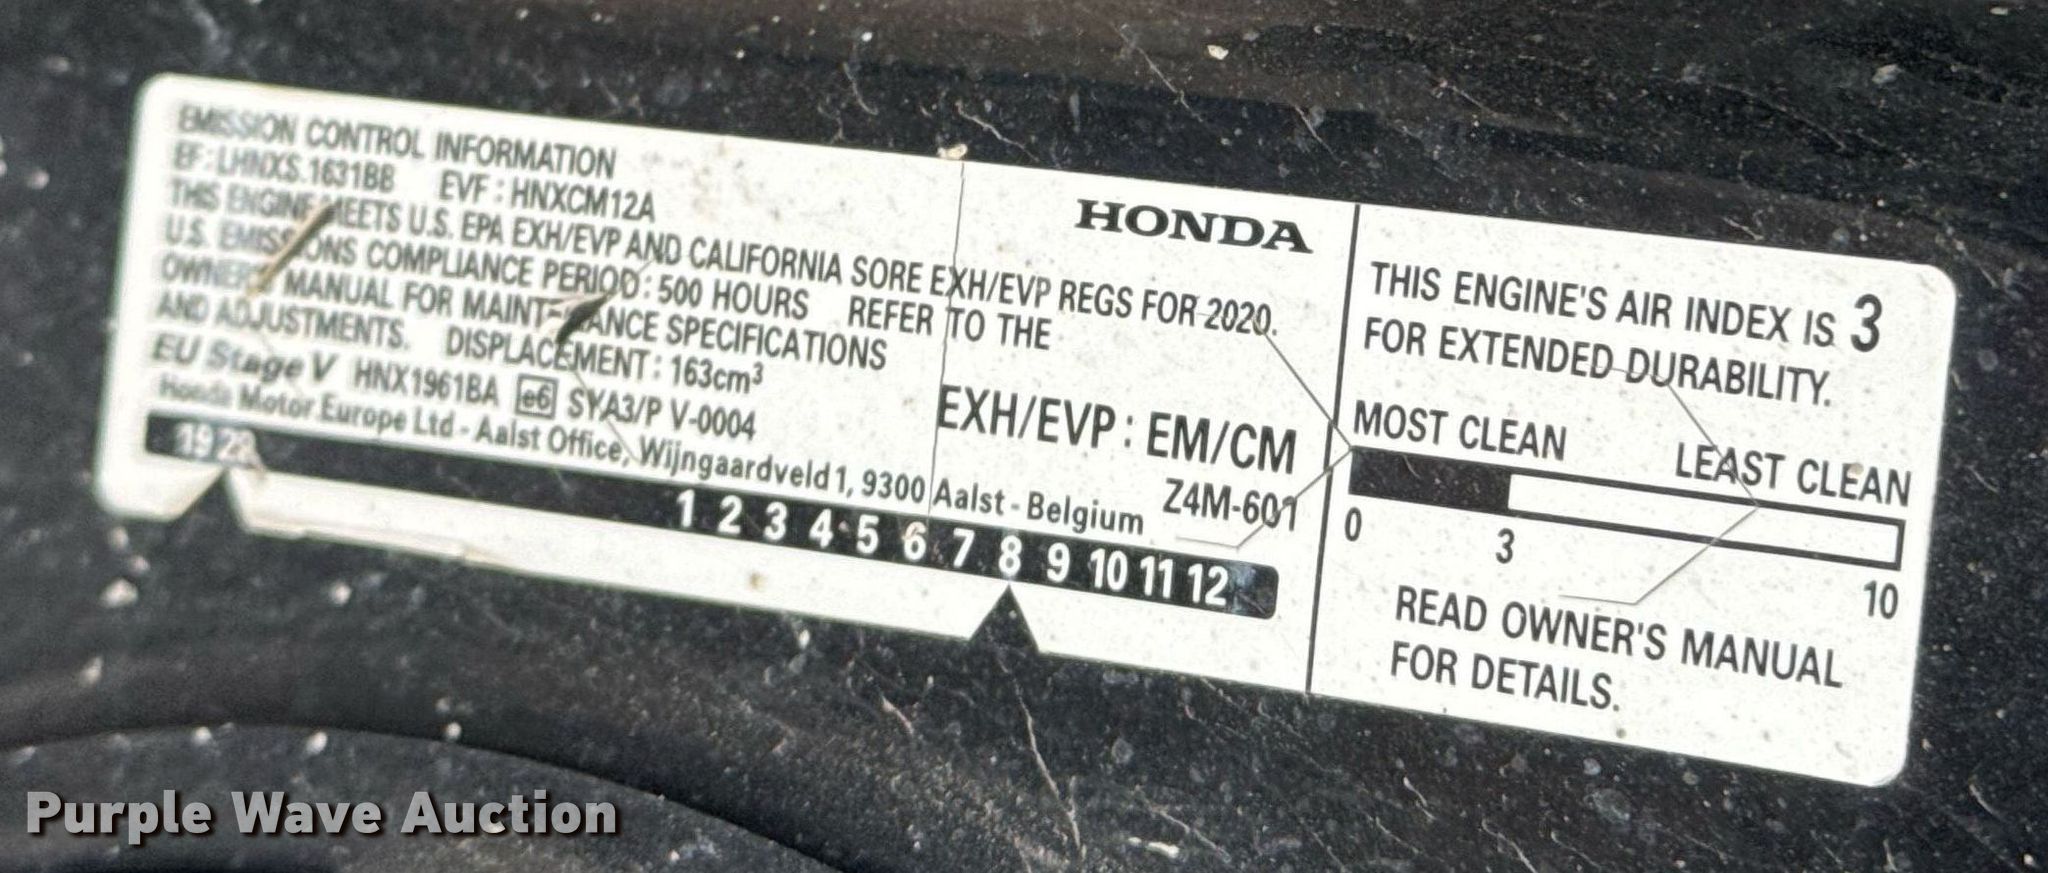 EMISSION CONTROL INFORMATION
EF : LHNXS.1631BB EVF : HNXCM12A
THIS ENGINE MEETS U.S. EPA EXH/EVP AND CALIFORNIA SORE EXH/EVP REGS FOR 2020.
U.S. EMISSIONS COMPLIANCE PERIOD : 500 HOURS REFER TO THE
OWNER'S MANUAL FOR MAINTENANCE SPECIFICATIONS
AND ADJUSTMENTS. DISPLACEMENT : 163cm³
EU Stage V HNX1961BA e6 SYA3/P V-0004
Honda Motor Europe Ltd - Aalst Office, Wijngaardveld 1, 9300 Aalst - Belgium
19
1 2 3 4 5 6 7 8 9 10 11 12
HONDA
EXH/EVP : EM/CM
Z4M-601
THIS ENGINE'S AIR INDEX IS 3
FOR EXTENDED DURABILITY.
MOST CLEAN
LEAST CLEAN
0 3 10
READ OWNER'S MANUAL
FOR DETAILS.
Purple Wave Auction